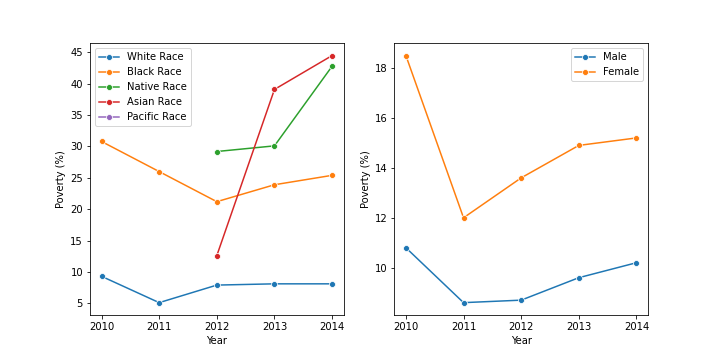 White Race
Black Race
Native Race
Asian Race
Pacific Race
45
40
35
30
25
20
15
10
5
Poverty (%)
2010 2011 2012 2013 2014
Year
Male
Female
18
16
14
12
10
Poverty (%)
2010 2011 2012 2013 2014
Year